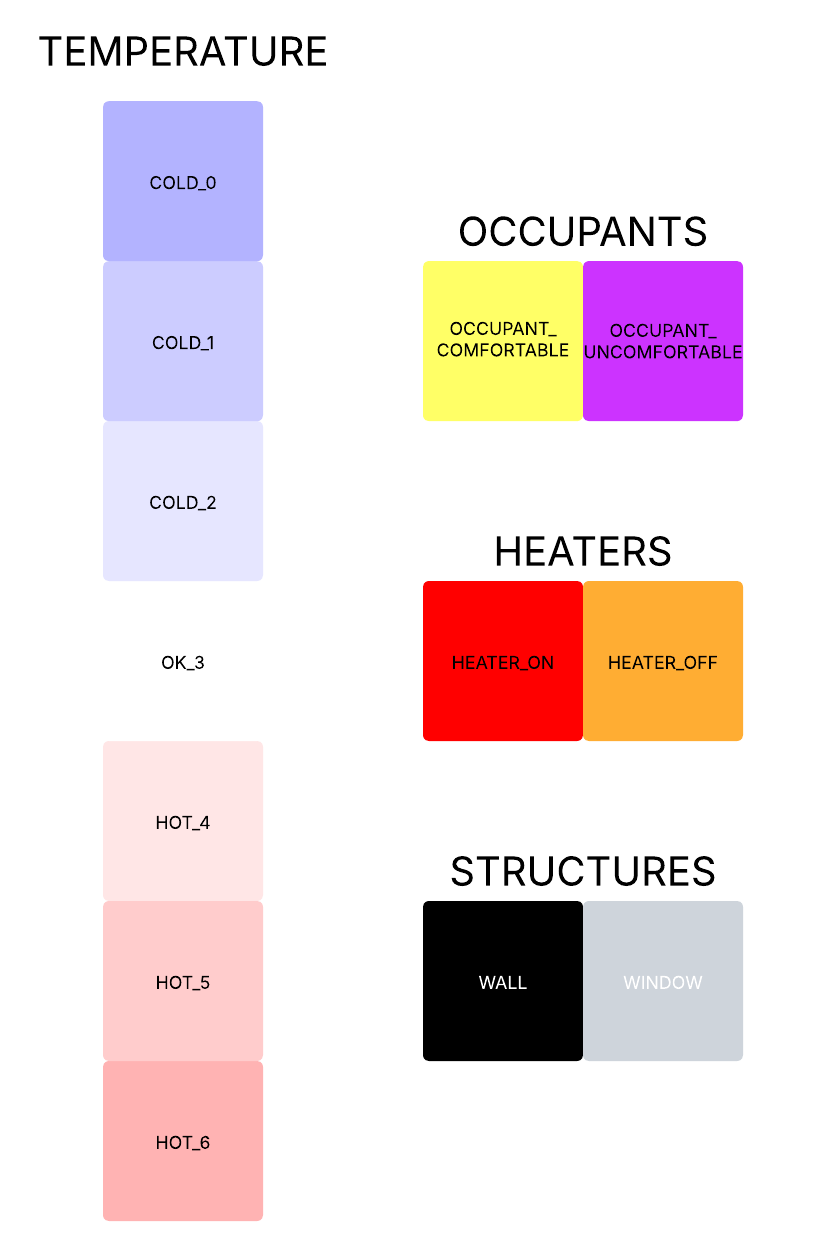 TEMPERATURE
COLD_0
COLD_1
COLD_2
OK_3
HOT_4
HOT_5
HOT_6
OCCUPANTS
OCCUPANT_
COMFORTABLE
OCCUPANT_
UNCOMFORTABLE
HEATERS
HEATER_ON
HEATER_OFF
STRUCTURES
WALL
WINDOW